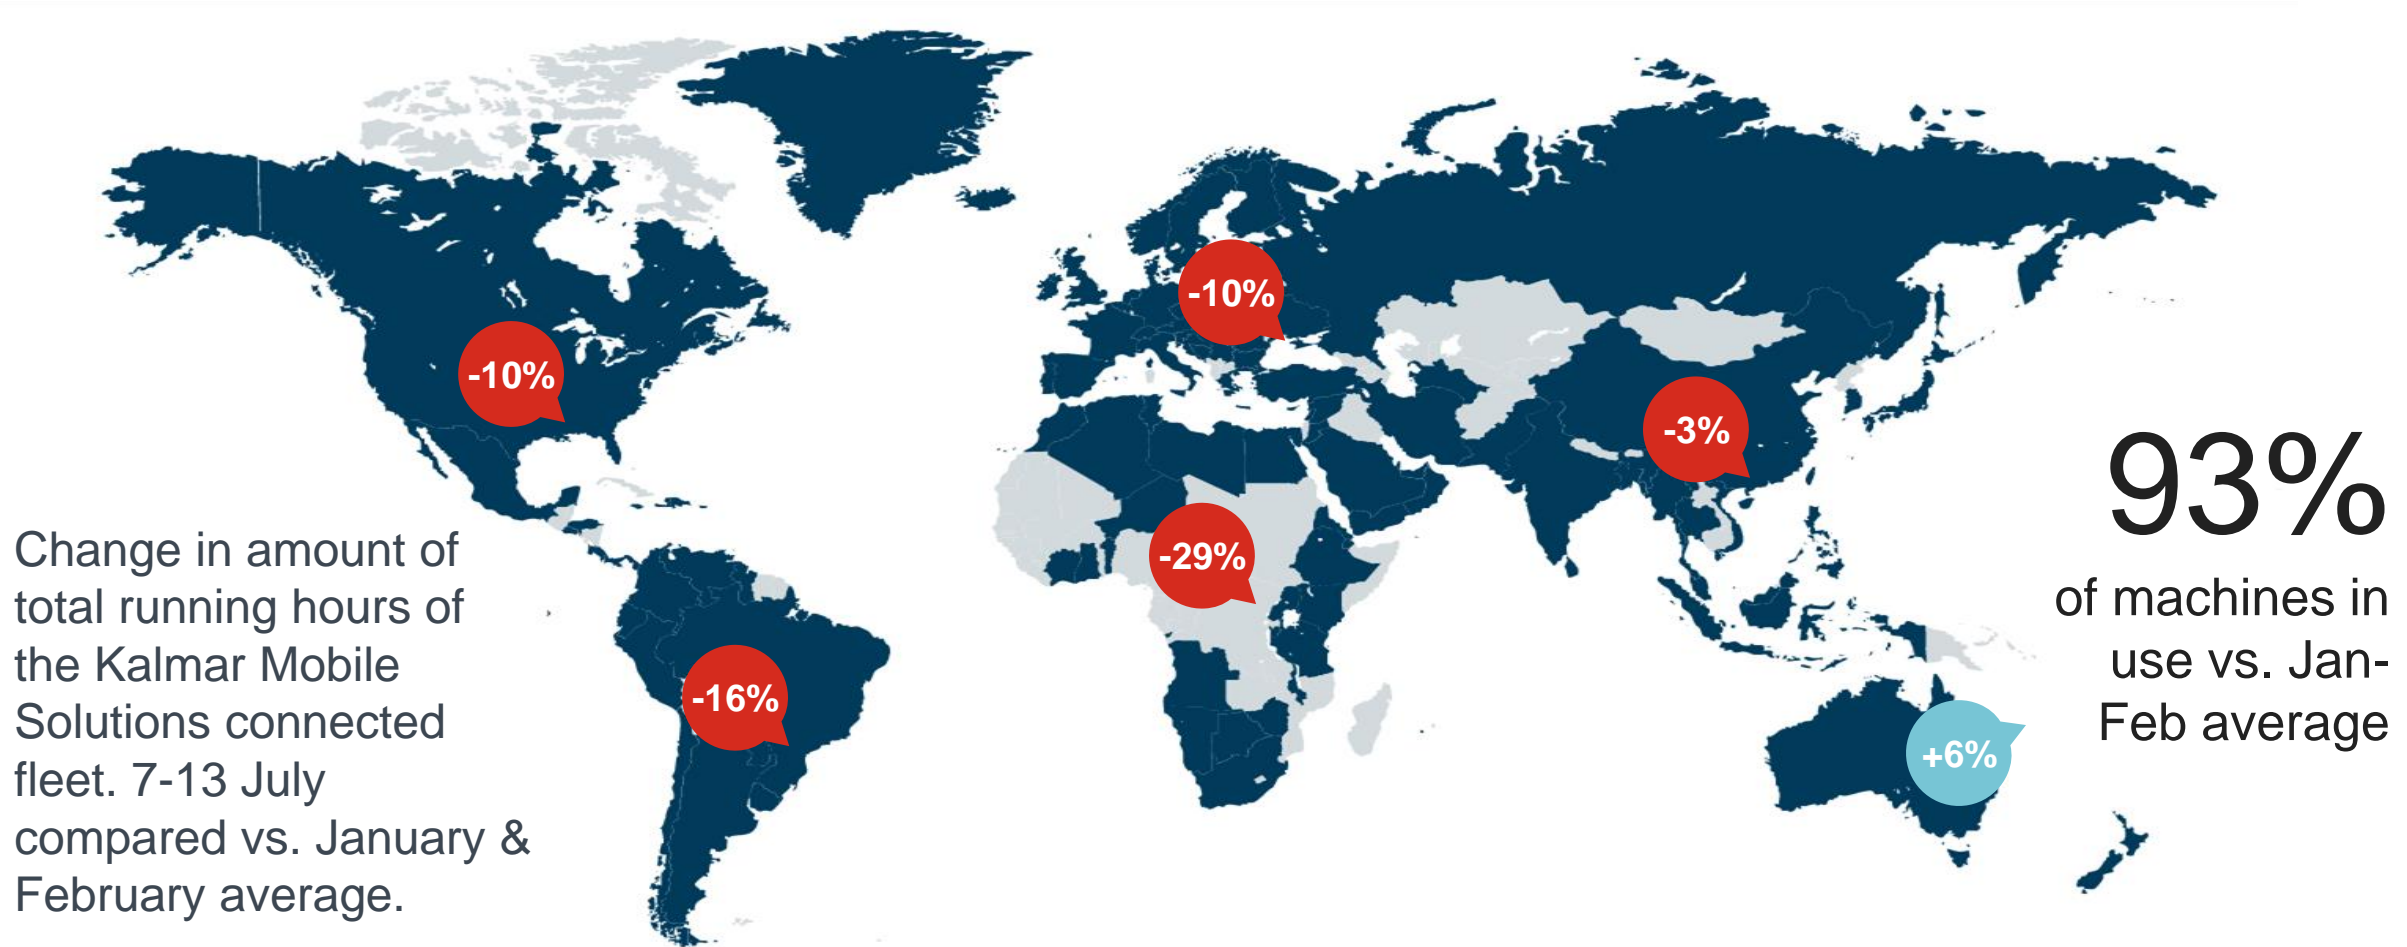 -10%
-10%
-3%
-29%
-16%
+6%
Change in amount of
total running hours of
the Kalmar Mobile
Solutions connected
fleet. 7-13 July
compared vs. January &
February average.
93%
of machines in
use vs. Jan-
Feb average